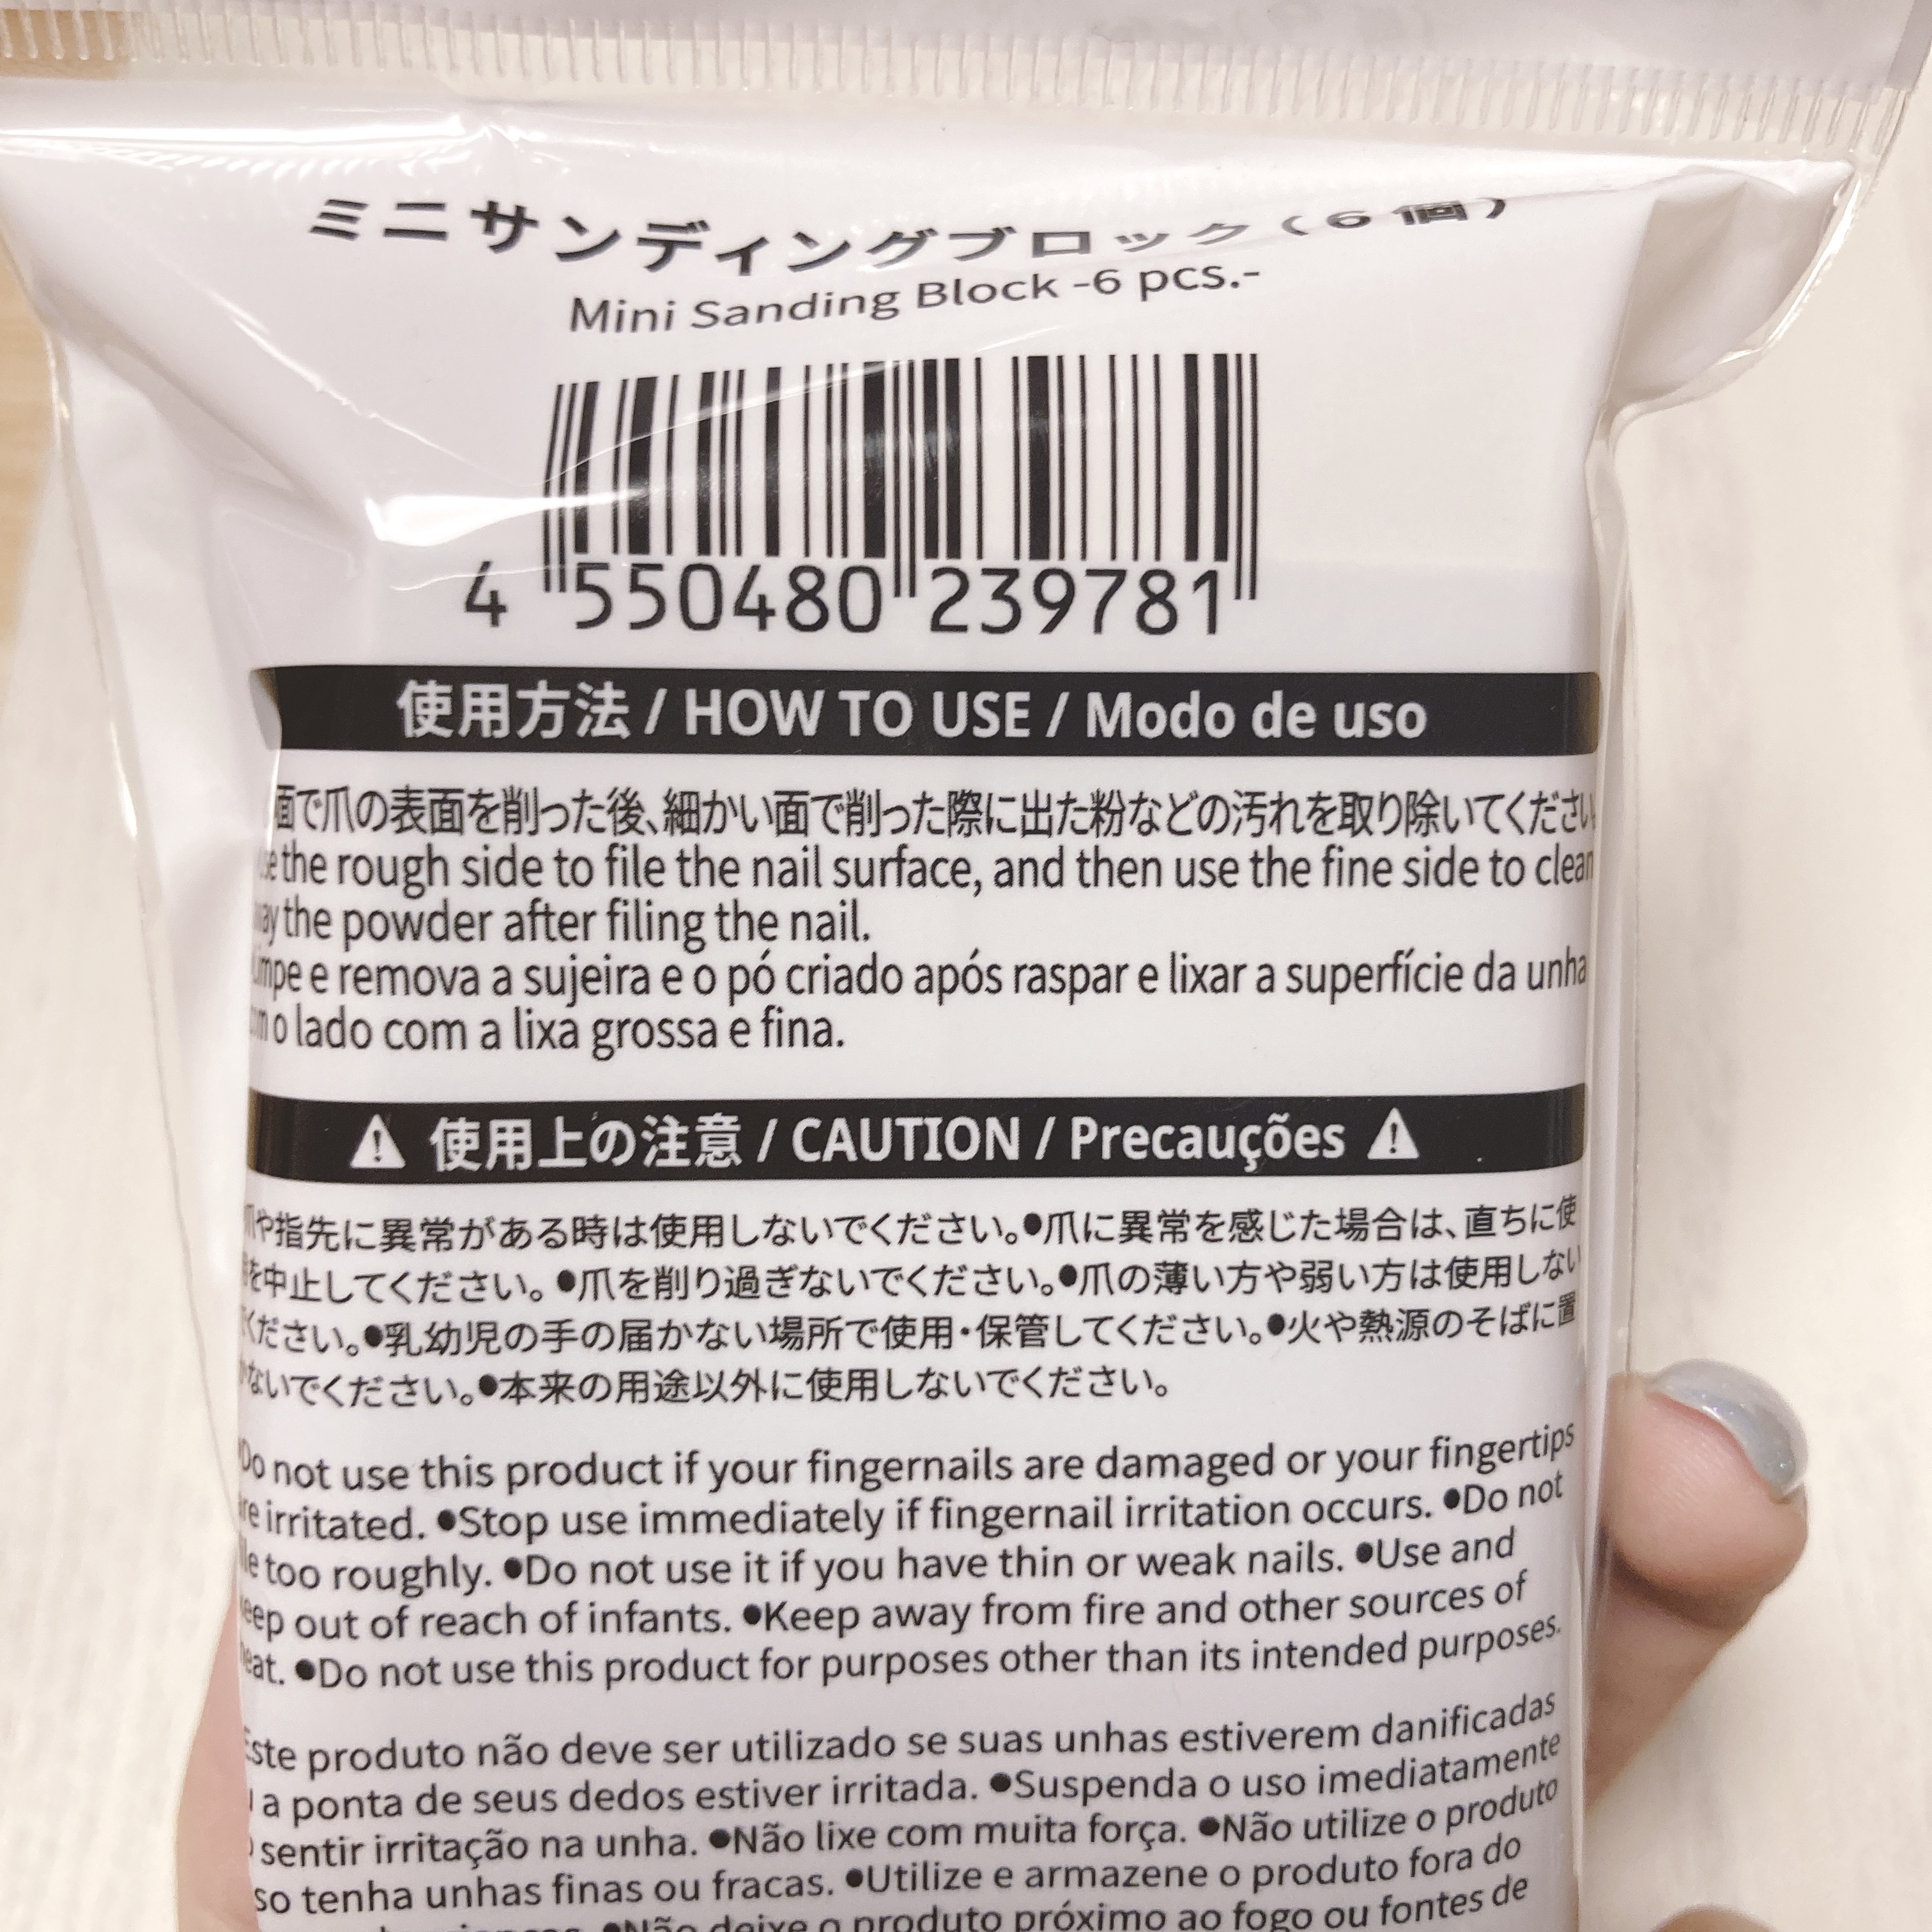 ミニサンディングブロック（6個）
Mini Sanding Block -6 pcs.-
4 550480 239781
使用方法 / HOW TO USE / Modo de uso
面で爪の表面を削った後、細かい面で削った際に出た粉などの汚れを取り除いてください
the rough side to file the nail surface, and then use the fine side to clean
the powder after filing the nail.
e remova a sujeira e o pó criado após raspar e lixar a superfície da unha
o lado com a lixa grossa e fina.
使用上の注意 / CAUTION / Precauções
や指先に異常がある時は使用しないでください。●爪に異常を感じた場合は、直ちに使
を中止してください。●爪を削り過ぎないでください。●爪の薄い方や弱い方は使用しない
ください。●乳幼児の手の届かない場所で使用・保管してください。●火や熱源のそばに置
ないでください。●本来の用途以外に使用しないでください。
Do not use this product if your fingernails are damaged or your fingertips
irritated. ●Stop use immediately if fingernail irritation occurs. ●Do not
too roughly. ●Do not use it if you have thin or weak nails. ●Use and
out of reach of infants. ●Keep away from fire and other sources of
●Do not use this product for purposes other than its intended purposes.
Este produto não deve ser utilizado se suas unhas estiverem danificadas
a ponta de seus dedos estiver irritada. ●Suspenda o uso imediatamente
sentir irritação na unha. ●Não lixe com muita força. ●Não utilize o produto
tenha unhas finas ou fracas. ●Utilize e armazene o produto fora do
●Não deixe o produto próximo ao fogo ou fontes de